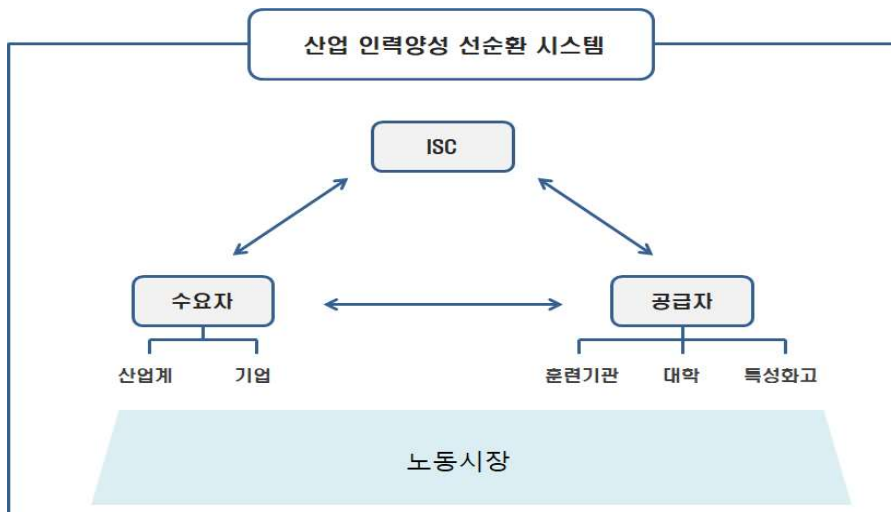 산업 인력양성 선순환 시스템
ISC
수요자
공급자
산업계
기업
훈련기관
대학
특성화고
노동시장